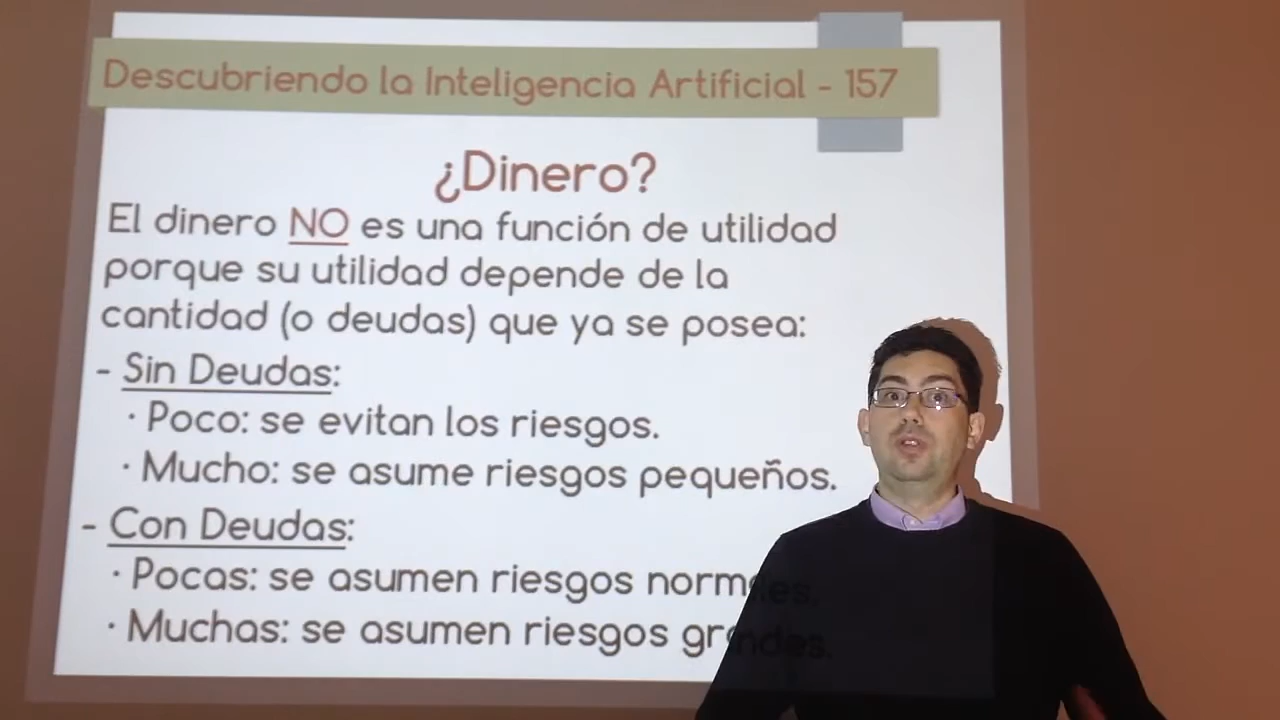 Descubriendo la Inteligencia Artificial - 157
¿Dinero?
El dinero NO es una función de utilidad
porque su utilidad depende de la
cantidad (o deudas) que ya se posea:
- Sin Deudas:
· Poco: se evitan los riesgos.
· Mucho: se asume riesgos pequeños.
- Con Deudas:
· Pocas: se asumen riesgos normales.
· Muchas: se asumen riesgos grandes.